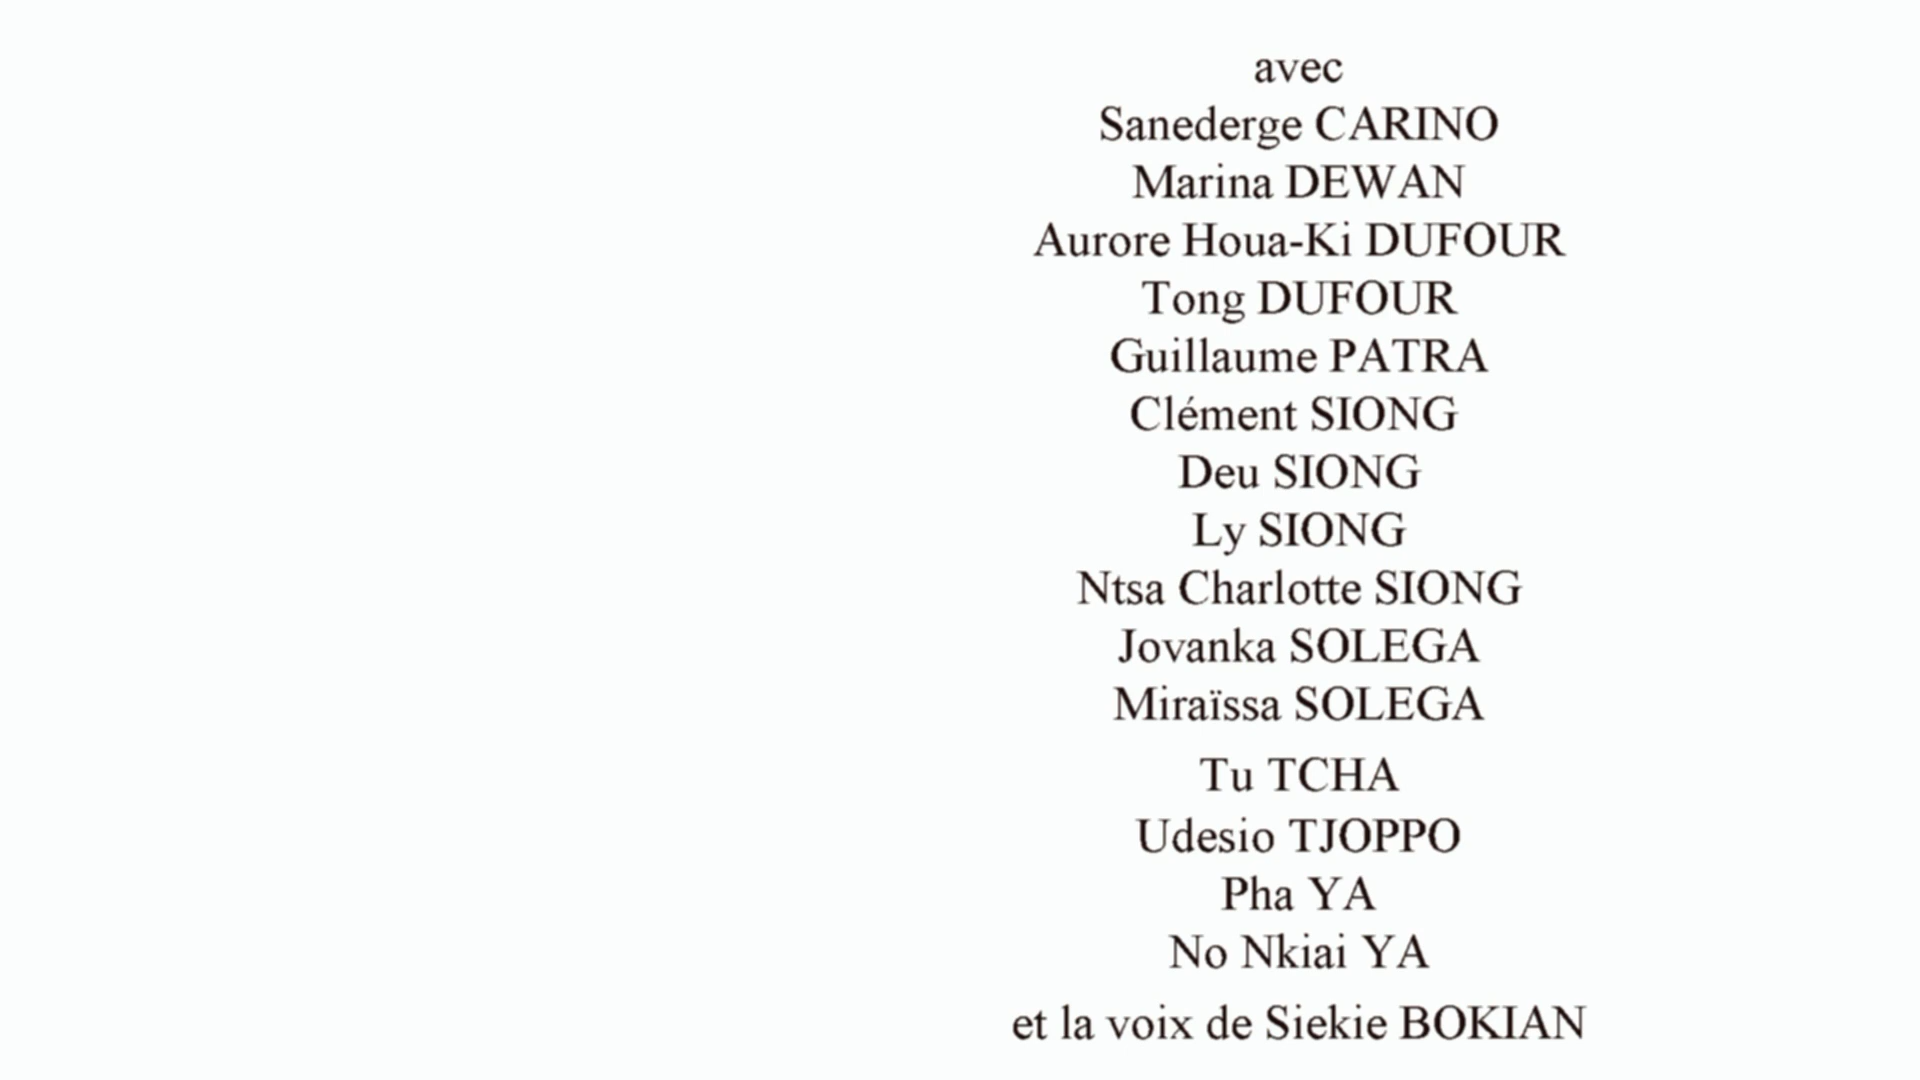 avec
Sanederge CARINO
Marina DEWAN
Aurore Houa-Ki DUFOUR
Tong DUFOUR
Guillaume PATRA
Clément SIONG
Deu SIONG
Ly SIONG
Ntsa Charlotte SIONG
Jovanka SOLEGA
Miraïssa SOLEGA
Tu TCHA
Udesio TJOPPO
Pha YA
No Nkiai YA
et la voix de Siekie BOKIAN